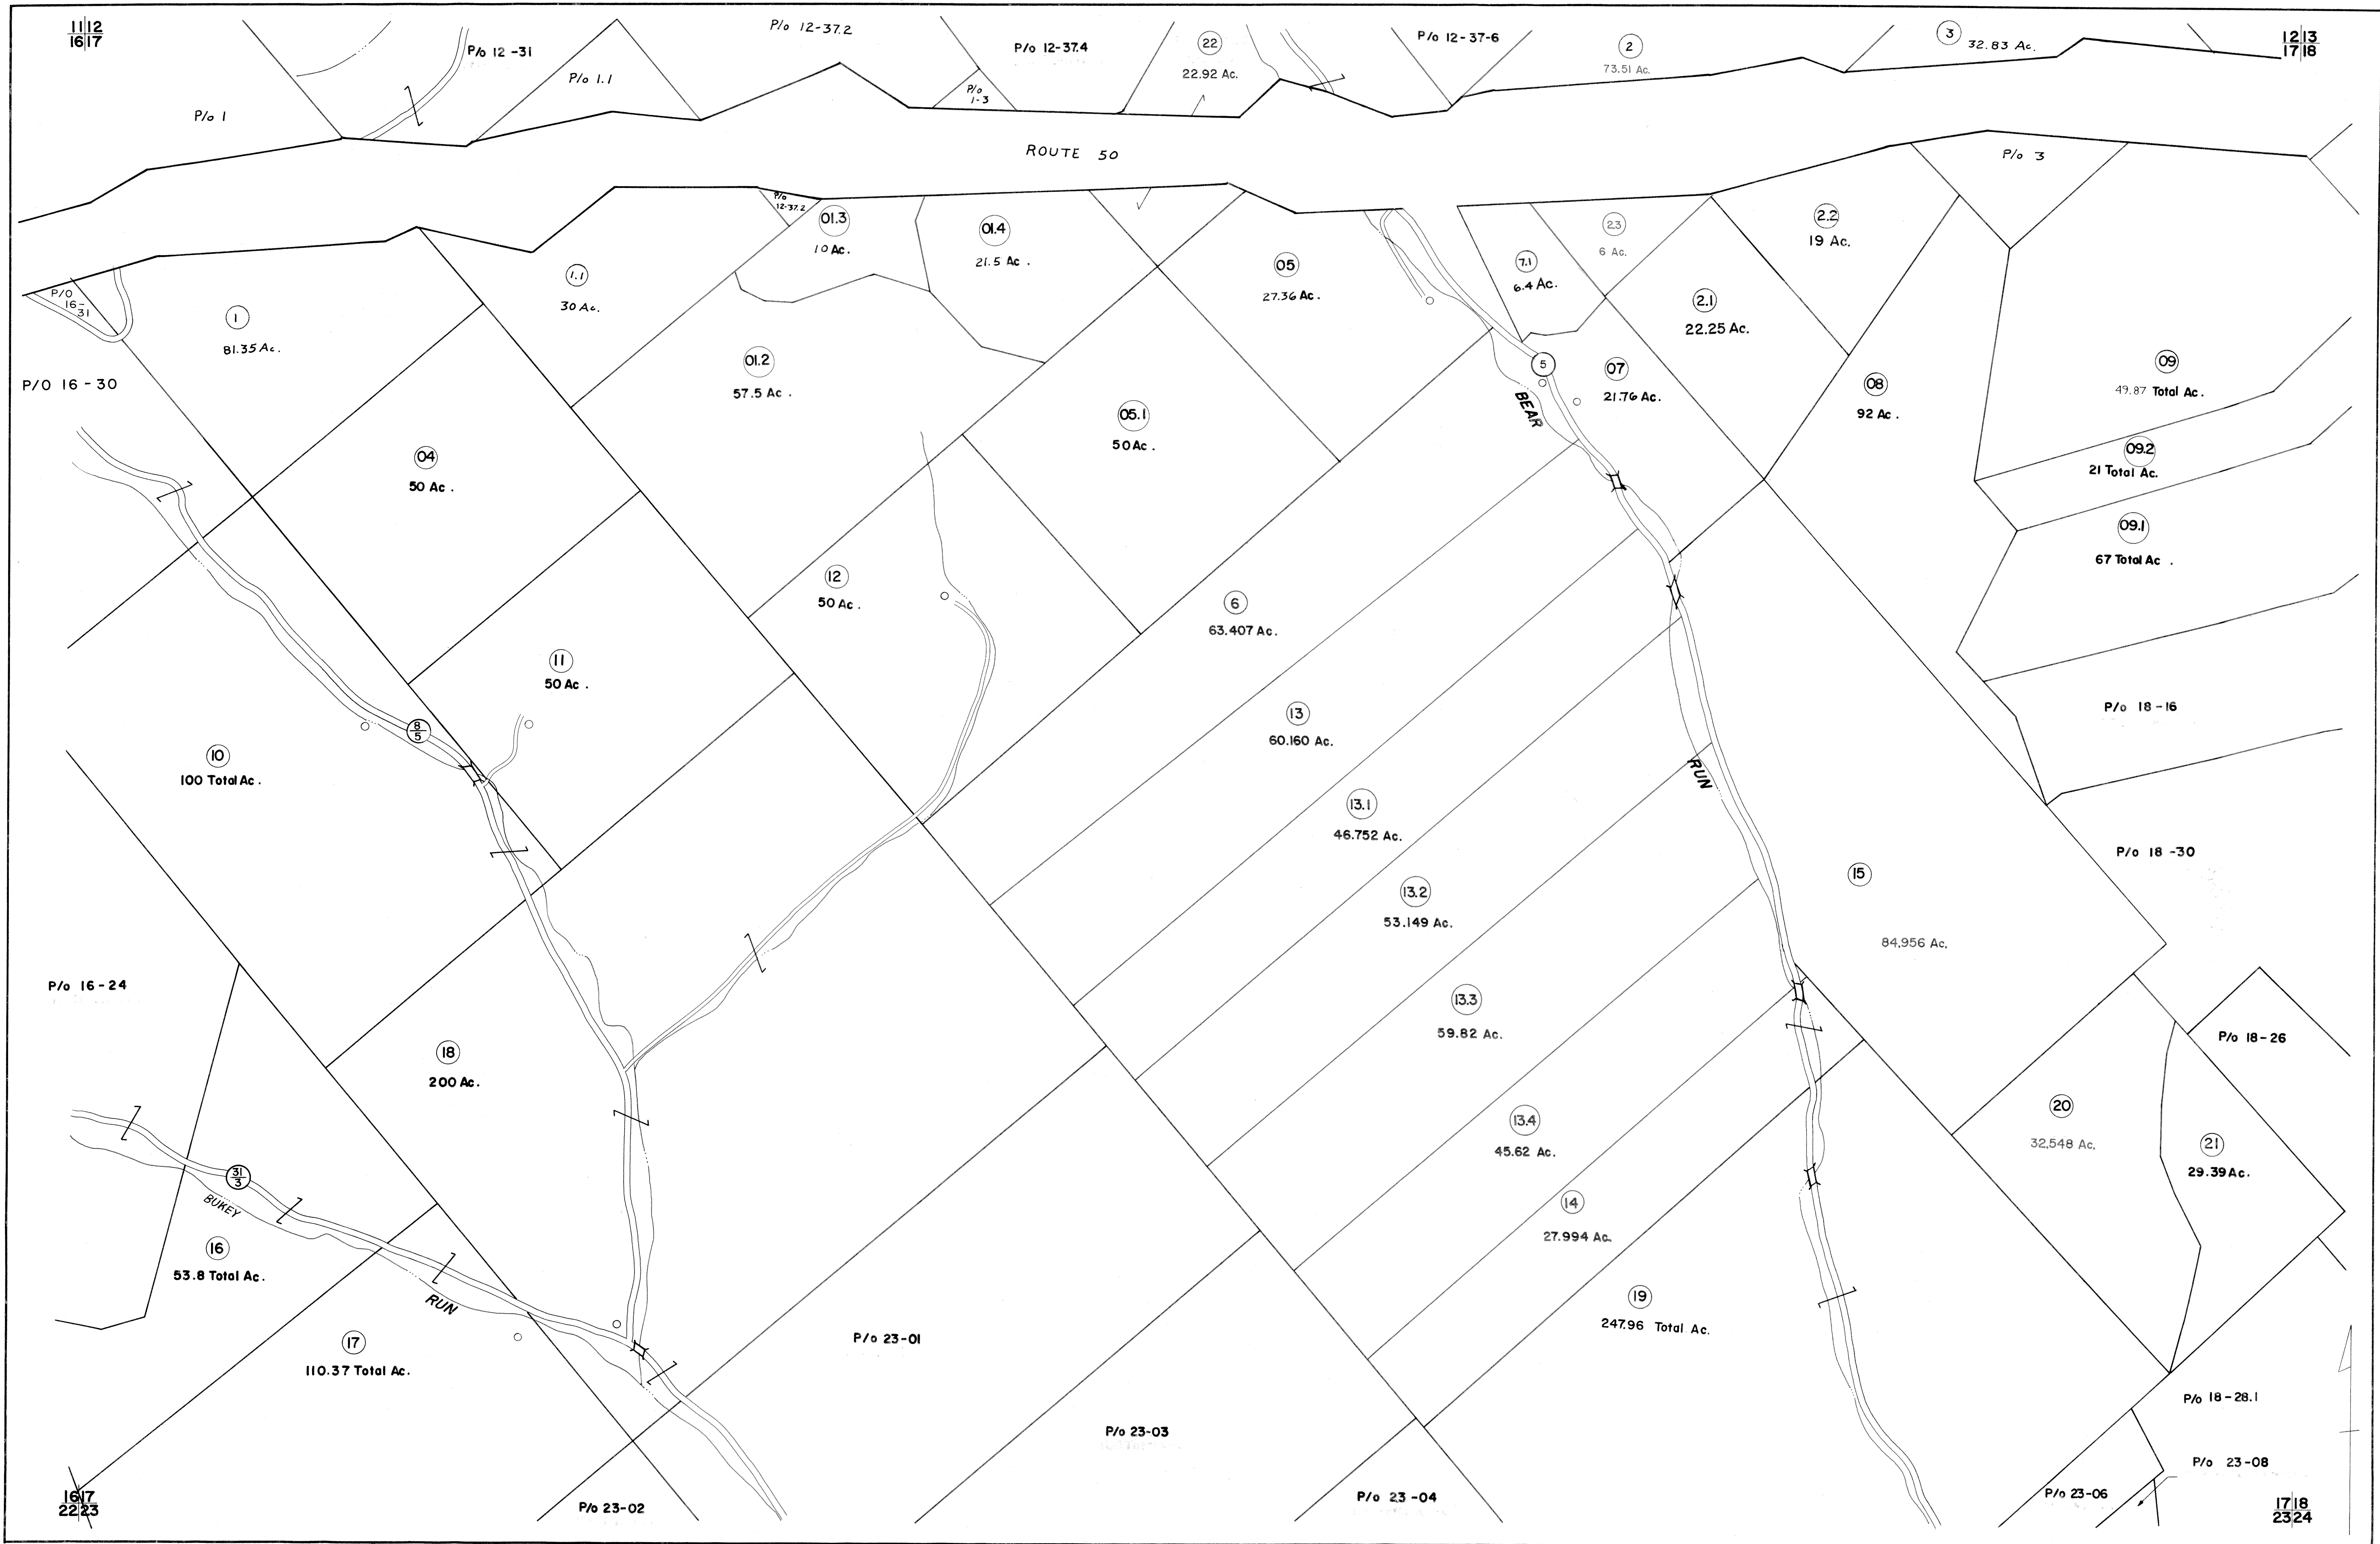 11|12
16|17
P/o 12-31
P/o 12-37.2
P/o 12-37.4
22
22.92 Ac.
P/o 12-37-6
2
73.51 Ac.
3
32.83 Ac.
12|13
17|18
P/o 1
P/o 1.1
P/o
1-3
ROUTE 50
P/o 3
P/o
12-37.2
01.3
10 Ac.
01.4
21.5 Ac.
05
27.36 Ac.
7.1
6.4 Ac.
2.3
6 Ac.
2.2
19 Ac.
2.1
22.25 Ac.
P/O
16-
31
1
81.35 Ac.
1.1
30 Ac.
P/O 16-30
01.2
57.5 Ac.
05.1
50 Ac.
5
BEAR
07
21.76 Ac.
08
92 Ac.
09
49.87 Total Ac.
09.2
21 Total Ac.
09.1
67 Total Ac.
04
50 Ac.
12
50 Ac.
6
63.407 Ac.
11
50 Ac.
8
5
10
100 Total Ac.
13
60.160 Ac.
RUN
P/o 18-16
13.1
46.752 Ac.
P/o 18-30
13.2
53.149 Ac.
15
84,956 Ac.
P/o 16-24
13.3
59.82 Ac.
P/o 18-26
18
200 Ac.
13.4
45.62 Ac.
20
32,548 Ac.
21
29.39 Ac.
31
3
BUKEY
14
27.994 Ac.
16
53.8 Total Ac.
RUN
19
247.96 Total Ac.
17
110.37 Total Ac.
P/o 23-01
P/o 18-28.1
P/o 23-03
P/o 23-08
P/o 23-02
P/o 23-04
P/o 23-06
16|17
22|23
17|18
23|24